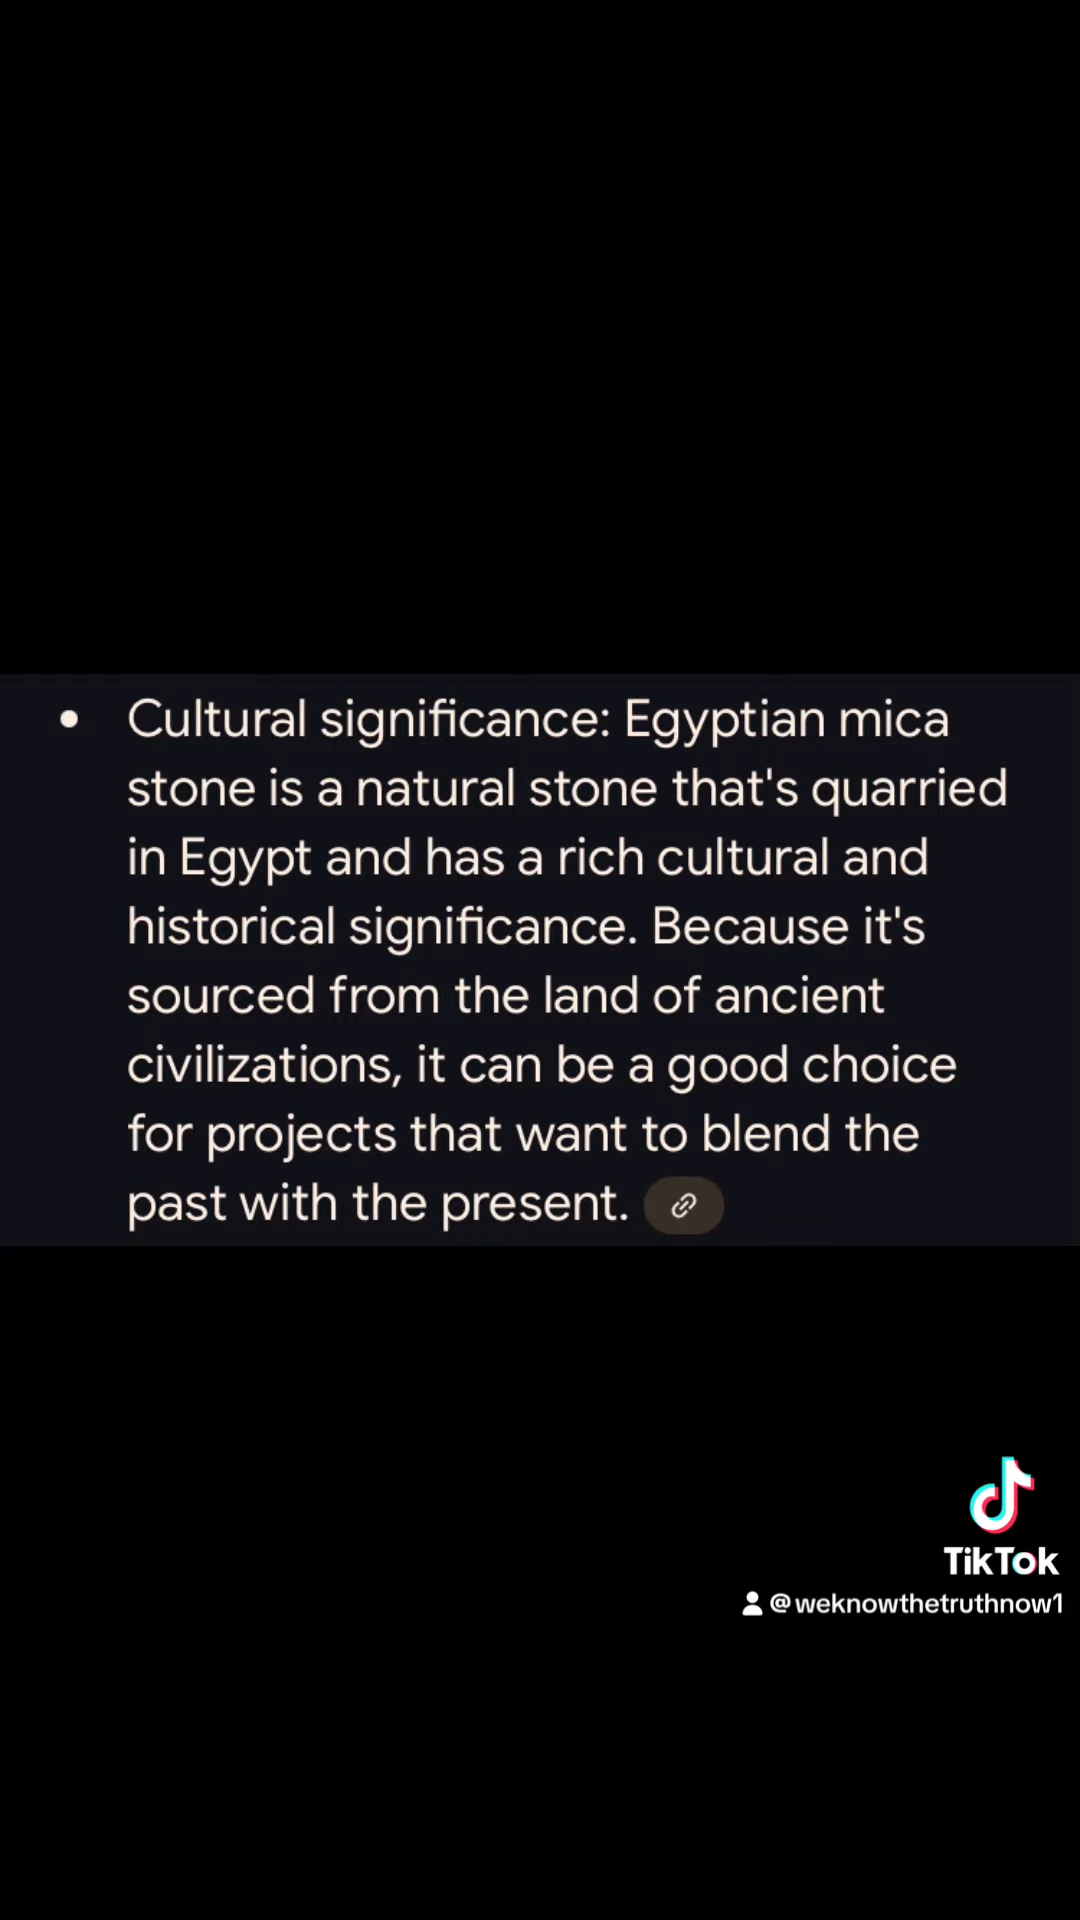 • Cultural significance: Egyptian mica
stone is a natural stone that's quarried
in Egypt and has a rich cultural and
historical significance. Because it's
sourced from the land of ancient
civilizations, it can be a good choice
for projects that want to blend the
past with the present.
TikTok
@weknowthetruthnow1